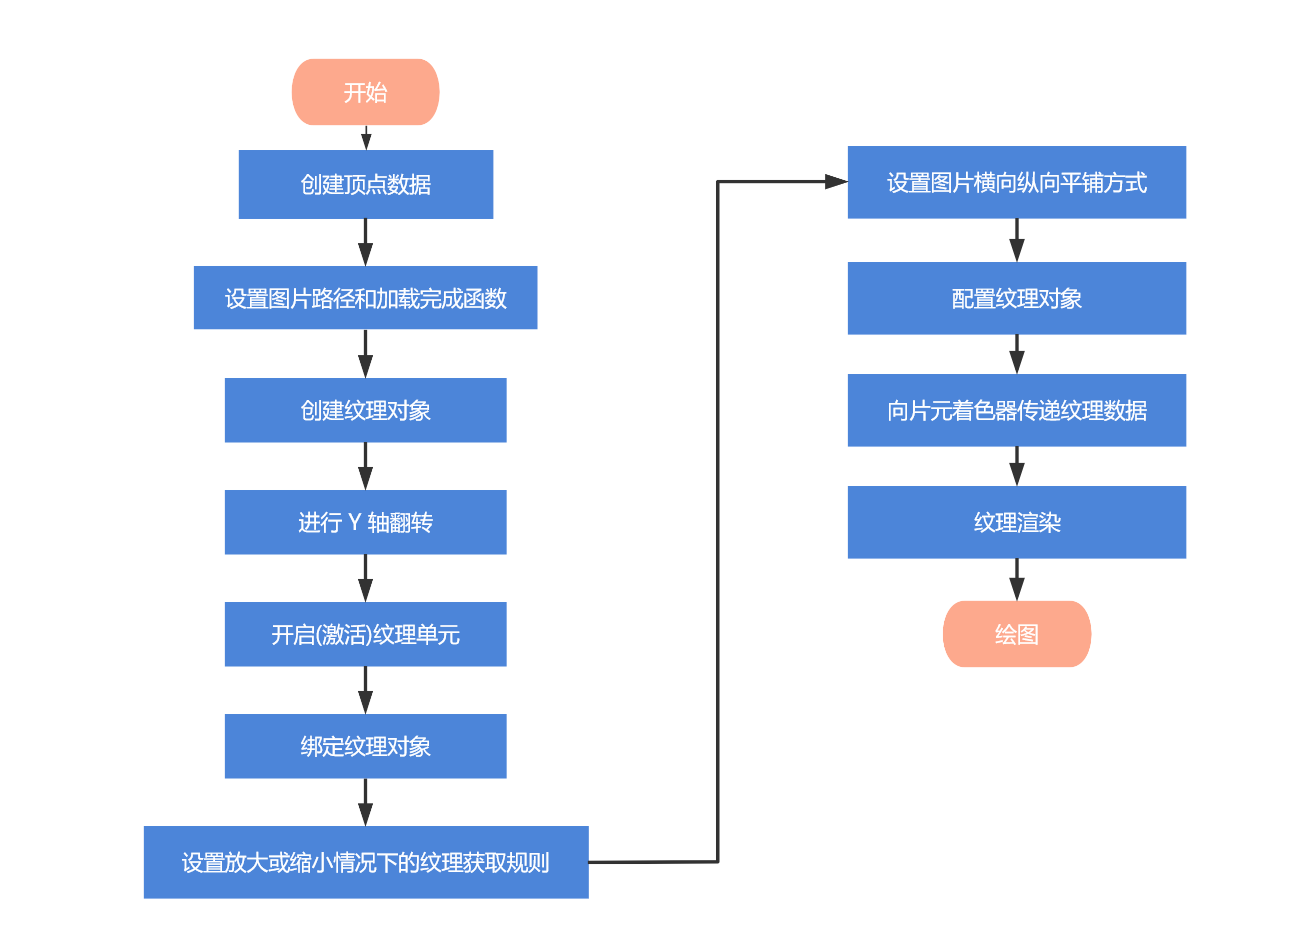 开始
创建顶点数据
设置图片路径和加载完成函数
创建纹理对象
进行 Y 轴翻转
开启(激活)纹理单元
绑定纹理对象
设置放大或缩小情况下的纹理获取规则
设置图片横向纵向平铺方式
配置纹理对象
向片元着色器传递纹理数据
纹理渲染
绘图